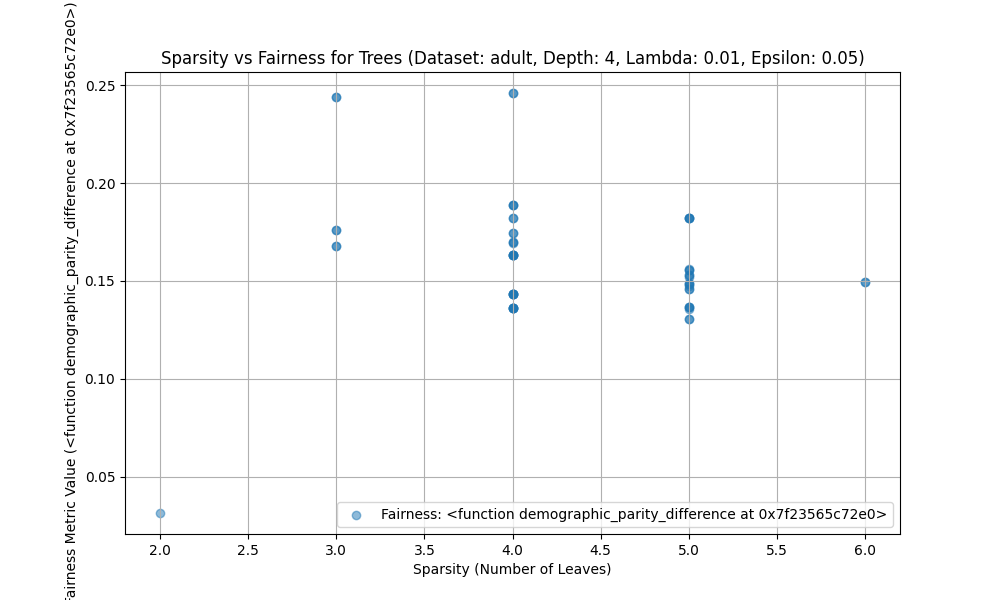 Sparsity vs Fairness for Trees (Dataset: adult, Depth: 4, Lambda: 0.01, Epsilon: 0.05)
Fairness Metric Value (<function demographic_parity_difference at 0x7f23565c72e0>)
0.25
0.20
0.15
0.10
0.05
Fairness: <function demographic_parity_difference at 0x7f23565c72e0>
2.0 2.5 3.0 3.5 4.0 4.5 5.0 5.5 6.0
Sparsity (Number of Leaves)